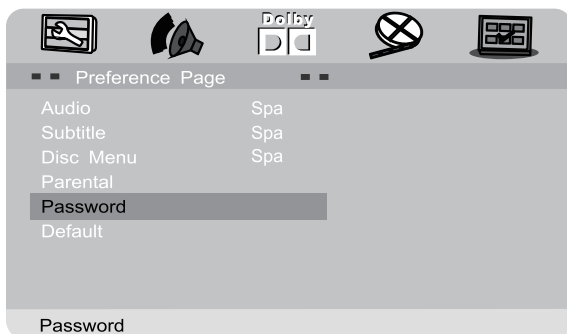 Dolby
Preference Page
Audio Spa
Subtitle Spa
Disc Menu Spa
Parental
Password
Default
Password